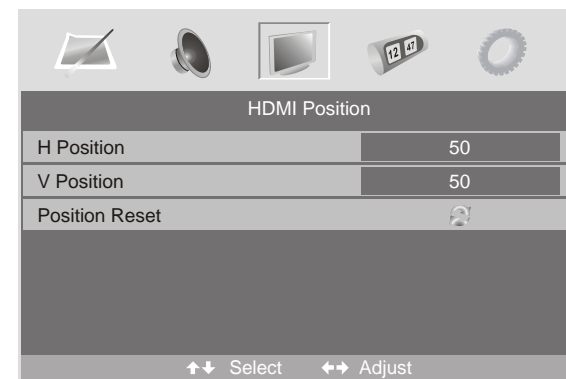 12 47
HDMI Position
H Position 50
V Position 50
Position Reset
Select Adjust